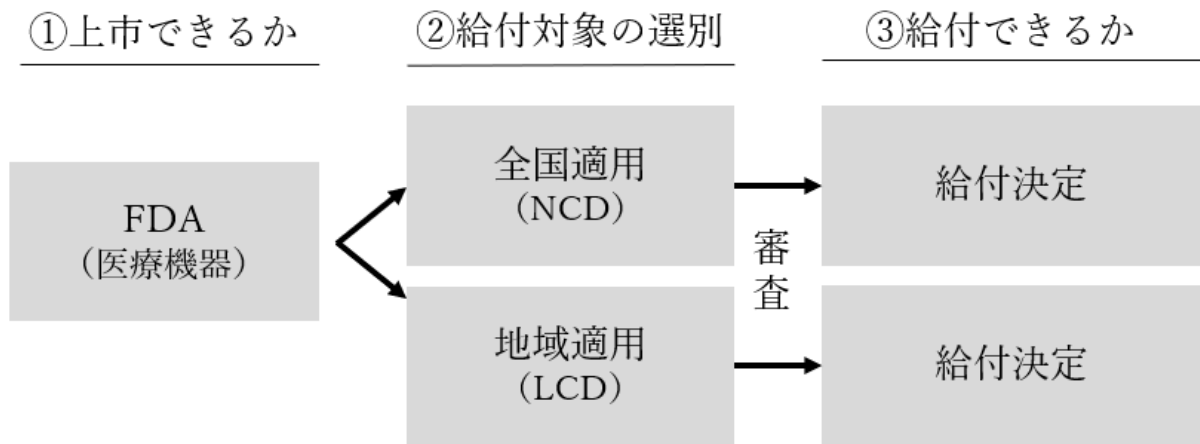 ①上市できるか
②給付対象の選別
③給付できるか
FDA
（医療機器）
全国適用
（NCD）
地域適用
（LCD）
審査
給付決定
給付決定